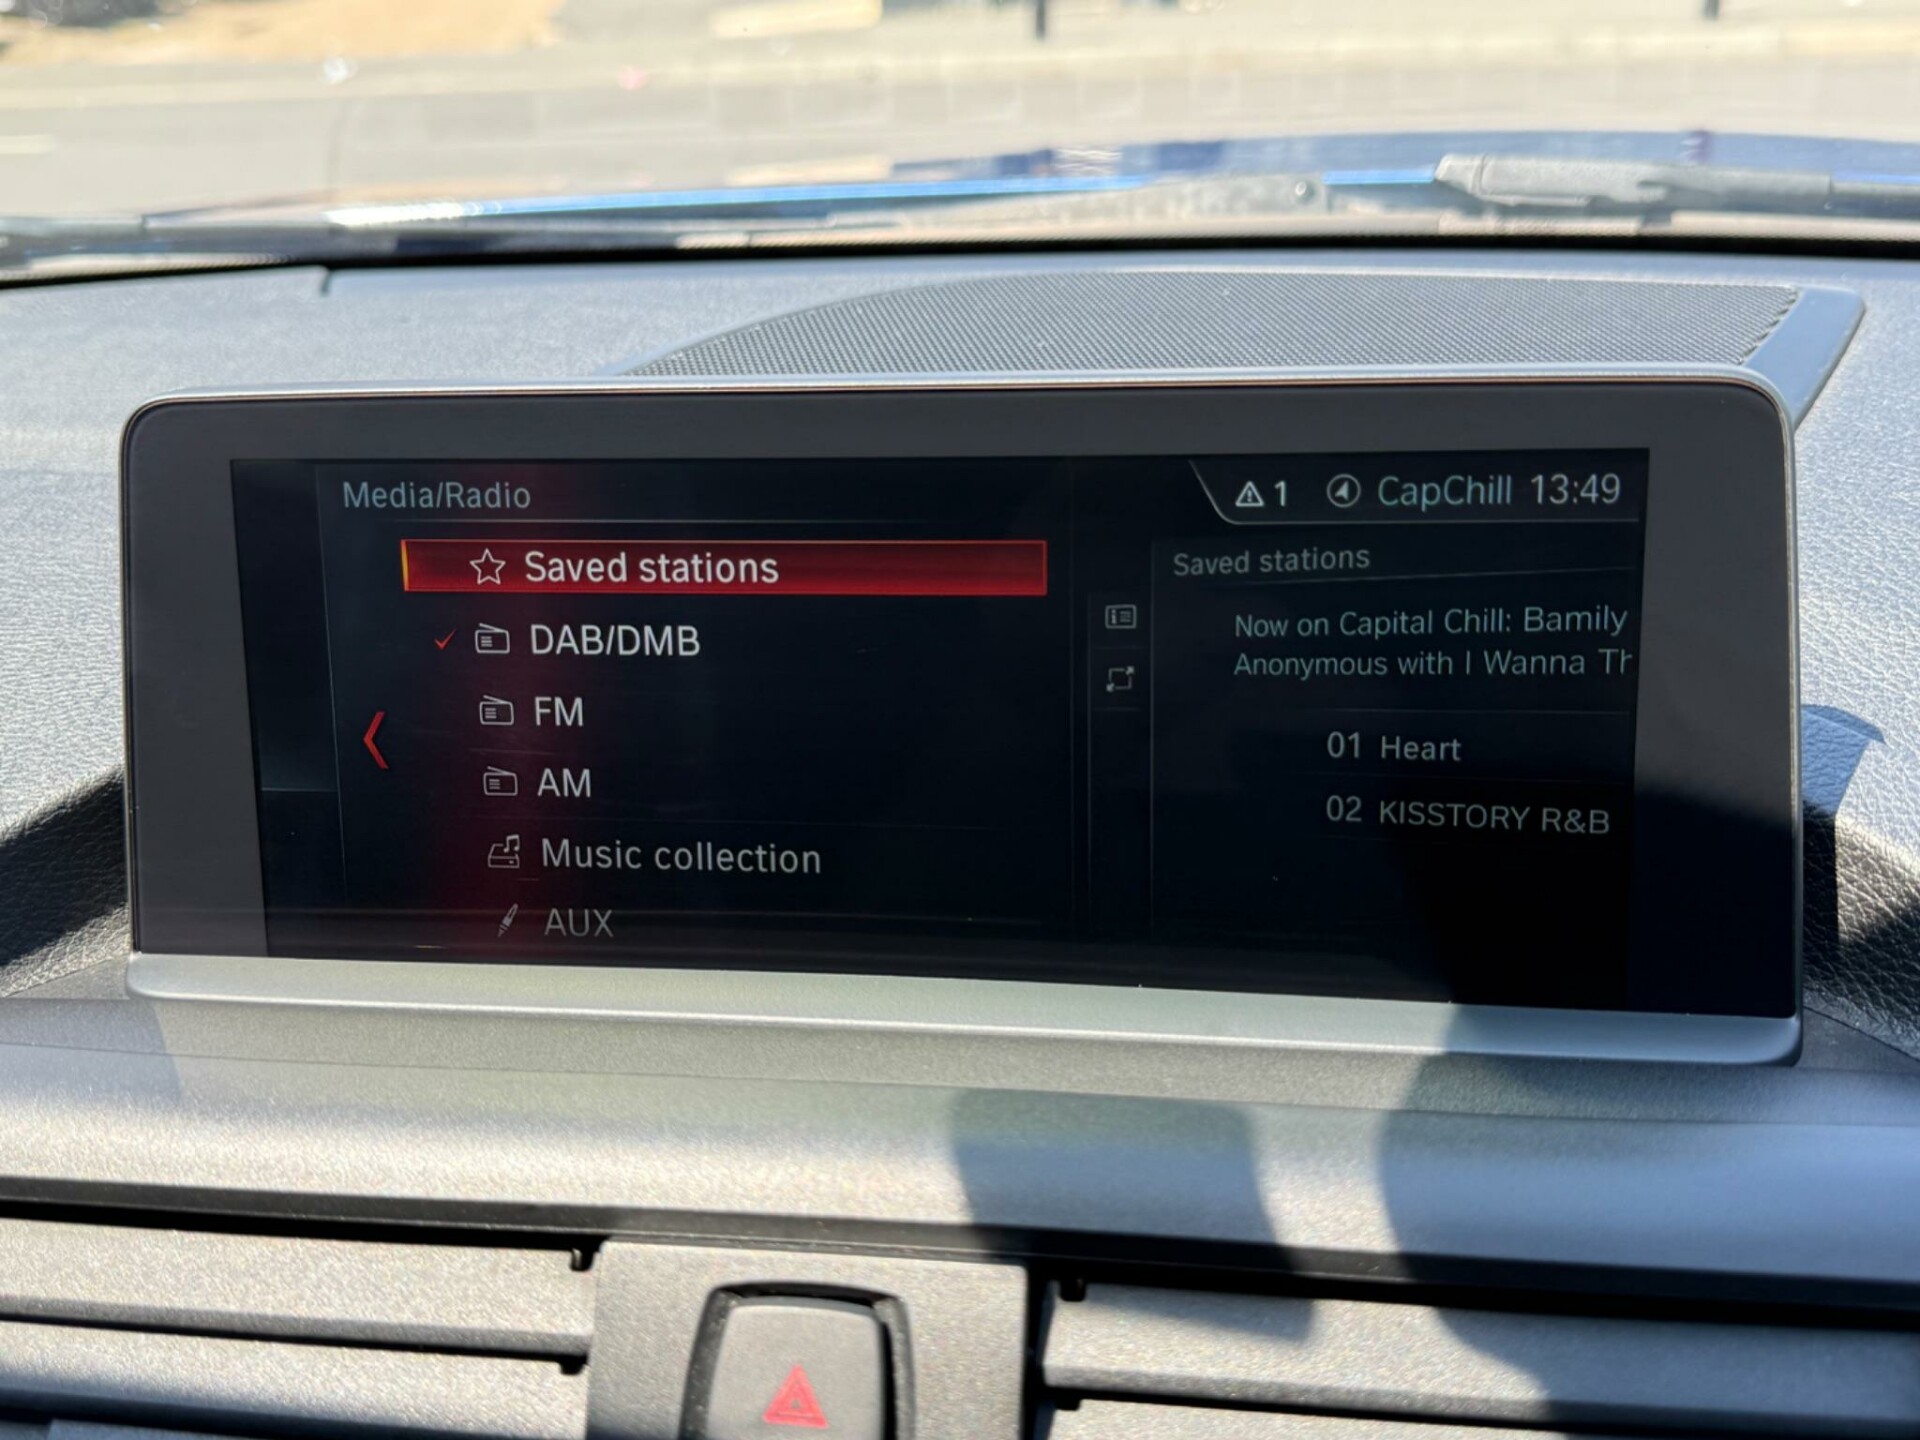 Media/Radio
1 CapChill 13:49
Saved stations
DAB/DMB
FM
AM
Music collection
AUX
Saved stations
Now on Capital Chill: Bamily
Anonymous with I Wanna Th
01 Heart
02 KISSTORY R&B